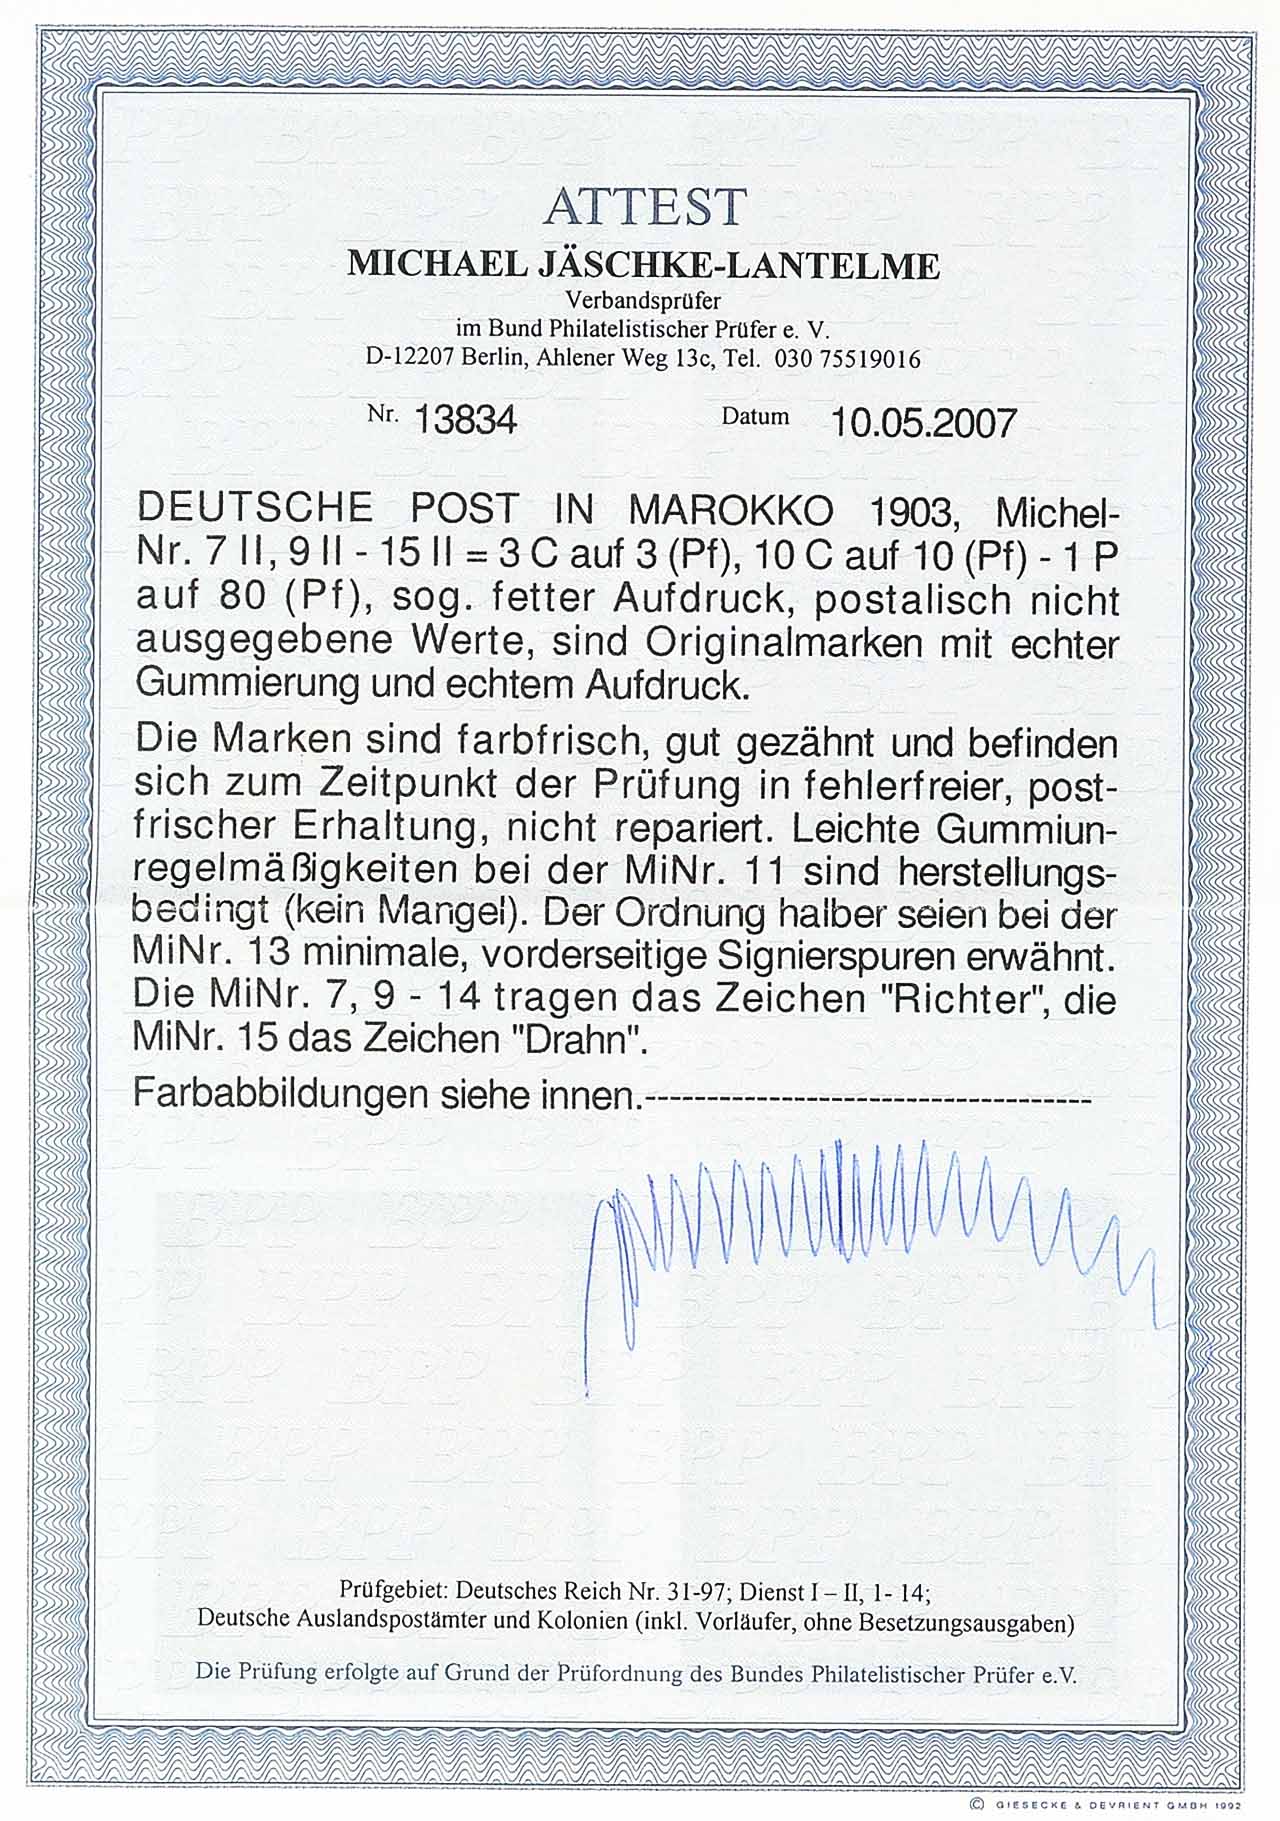 ATTEST
MICHAEL JÄSCHKE-LANTELME
Verbandsprüfer
im Bund Philatelistischer Prüfer e. V.
D-12207 Berlin, Ahlener Weg 13c, Tel. 030 75519016
Nr. 13834 Datum 10.05.2007
DEUTSCHE POST IN MAROKKO 1903, Michel-
Nr. 7 II, 9 II - 15 II = 3 C auf 3 (Pf), 10 C auf 10 (Pf) - 1 P
auf 80 (Pf), sog. fetter Aufdruck, postalisch nicht
ausgegebene Werte, sind Originalmarken mit echter
Gummierung und echtem Aufdruck.
Die Marken sind farbfrisch, gut gezähnt und befinden
sich zum Zeitpunkt der Prüfung in fehlerfreier, post-
frischer Erhaltung, nicht repariert. Leichte Gummiun-
regelmäßigkeiten bei der MiNr. 11 sind herstellungs-
bedingt (kein Mangel). Der Ordnung halber seien bei der
MiNr. 13 minimale, vorderseitige Signierspuren erwähnt.
Die MiNr. 7, 9 - 14 tragen das Zeichen "Richter", die
MiNr. 15 das Zeichen "Drahn".
Farbabbildungen siehe innen.------------------------------------
Prüfgebiet: Deutsches Reich Nr. 31-97; Dienst I – II, 1- 14;
Deutsche Auslandspostämter und Kolonien (inkl. Vorläufer, ohne Besetzungsausgaben)
Die Prüfung erfolgte auf Grund der Prüfordnung des Bundes Philatelistischer Prüfer e.V.
© GIESECKE & DEVRIENT GMBH 1992